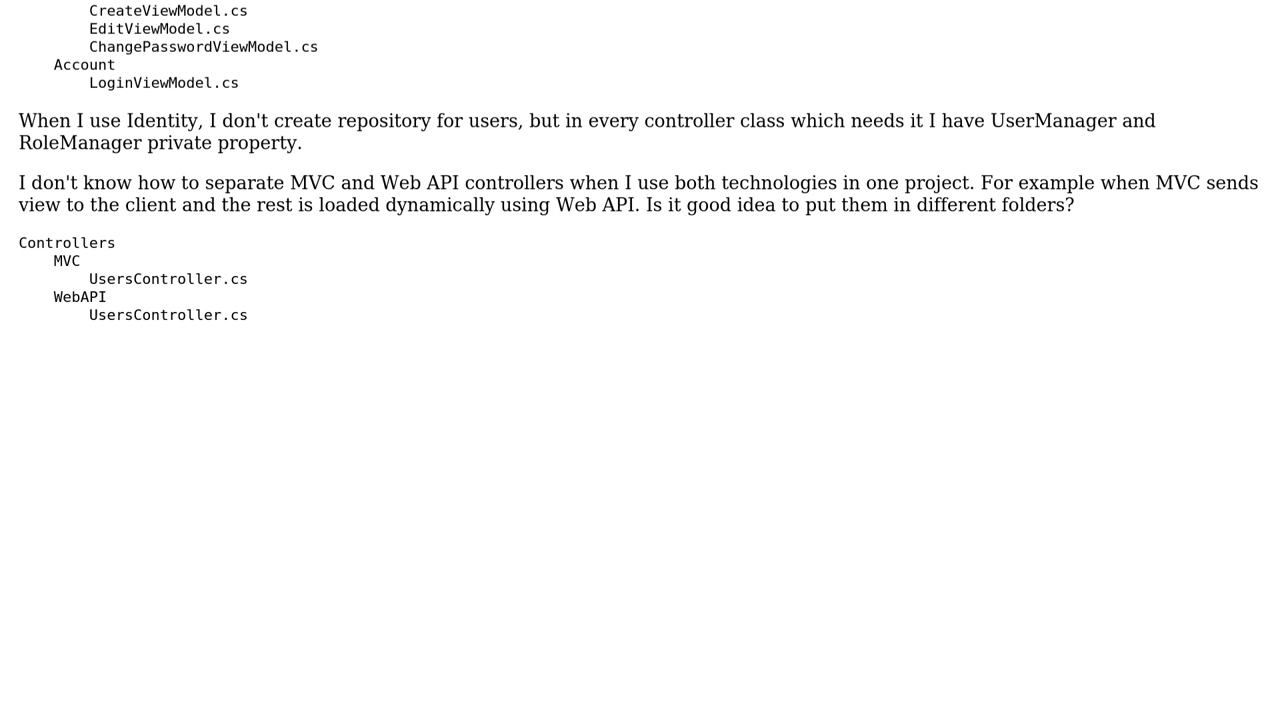 CreateViewModel.cs
EditViewModel.cs
ChangePasswordViewModel.cs
Account
LoginViewModel.cs
When I use Identity, I don't create repository for users, but in every controller class which needs it I have UserManager and
RoleManager private property.
I don't know how to separate MVC and Web API controllers when I use both technologies in one project. For example when MVC sends
view to the client and the rest is loaded dynamically using Web API. Is it good idea to put them in different folders?
Controllers
MVC
UsersController.cs
WebAPI
UsersController.cs